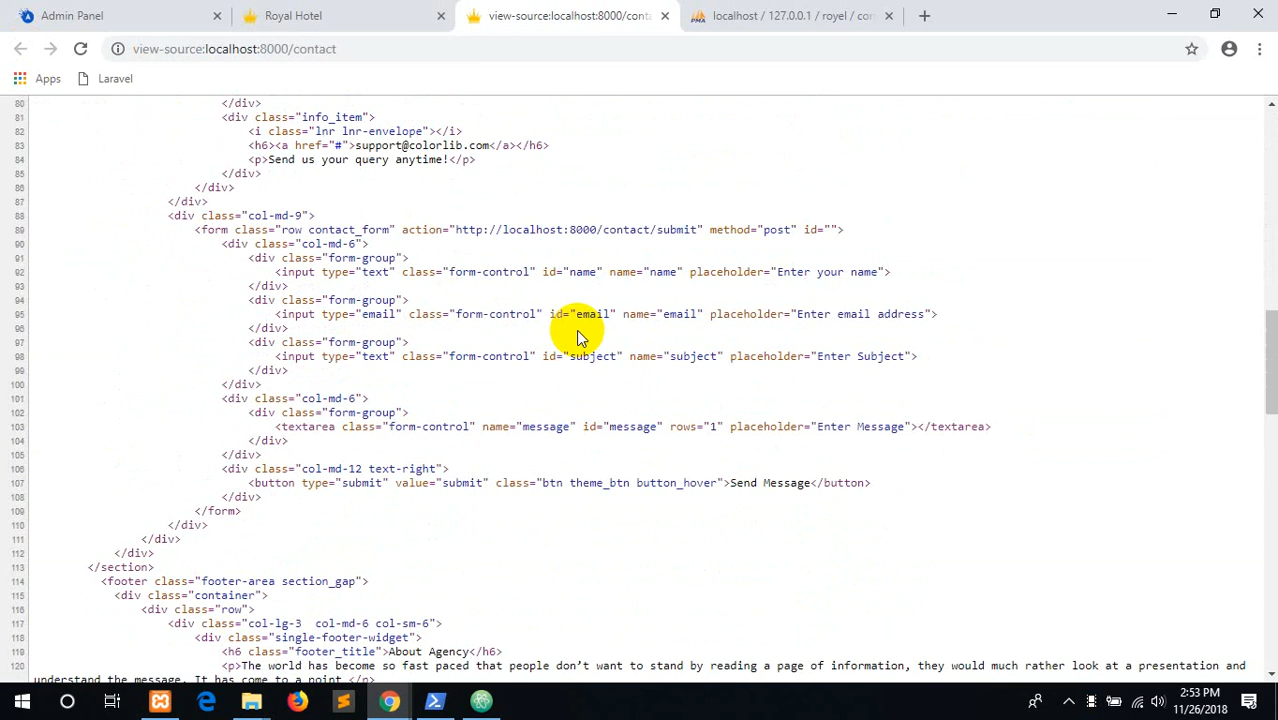 Admin Panel
Royal Hotel
view-source:localhost:8000/conta
localhost / 127.0.0.1 / royel / con
view-source:localhost:8000/contact
Apps
Laravel
80 </div>
81 <div class="info_item">
82 <i class="lnr lnr-envelope"></i>
83 <h6><a href="#">support@colorlib.com</a></h6>
84 <p>Send us your query anytime!</p>
85 </div>
86 </div>
87 </div>
88 <div class="col-md-9">
89 <form class="row contact_form" action="http://localhost:8000/contact/submit" method="post" id="">
90 <div class="col-md-6">
91 <div class="form-group">
92 <input type="text" class="form-control" id="name" name="name" placeholder="Enter your name">
93 </div>
94 <div class="form-group">
95 <input type="email" class="form-control" id="email" name="email" placeholder="Enter email address">
96 </div>
97 <div class="form-group">
98 <input type="text" class="form-control" id="subject" name="subject" placeholder="Enter Subject">
99 </div>
100 </div>
101 <div class="col-md-6">
102 <div class="form-group">
103 <textarea class="form-control" name="message" id="message" rows="1" placeholder="Enter Message"></textarea>
104 </div>
105 </div>
106 <div class="col-md-12 text-right">
107 <button type="submit" value="submit" class="btn theme_btn button_hover">Send Message</button>
108 </div>
109 </form>
110 </div>
111 </div>
112 </div>
113 </section>
114 <footer class="footer-area section_gap">
115 <div class="container">
116 <div class="row">
117 <div class="col-lg-3  col-md-6 col-sm-6">
118 <div class="single-footer-widget">
119 <h6 class="footer_title">About Agency</h6>
120 <p>The world has become so fast paced that people don’t want to stand by reading a page of information, they would much rather look at a presentation and
understand the message. It has come to a point </p>
2:53 PM
11/26/2018